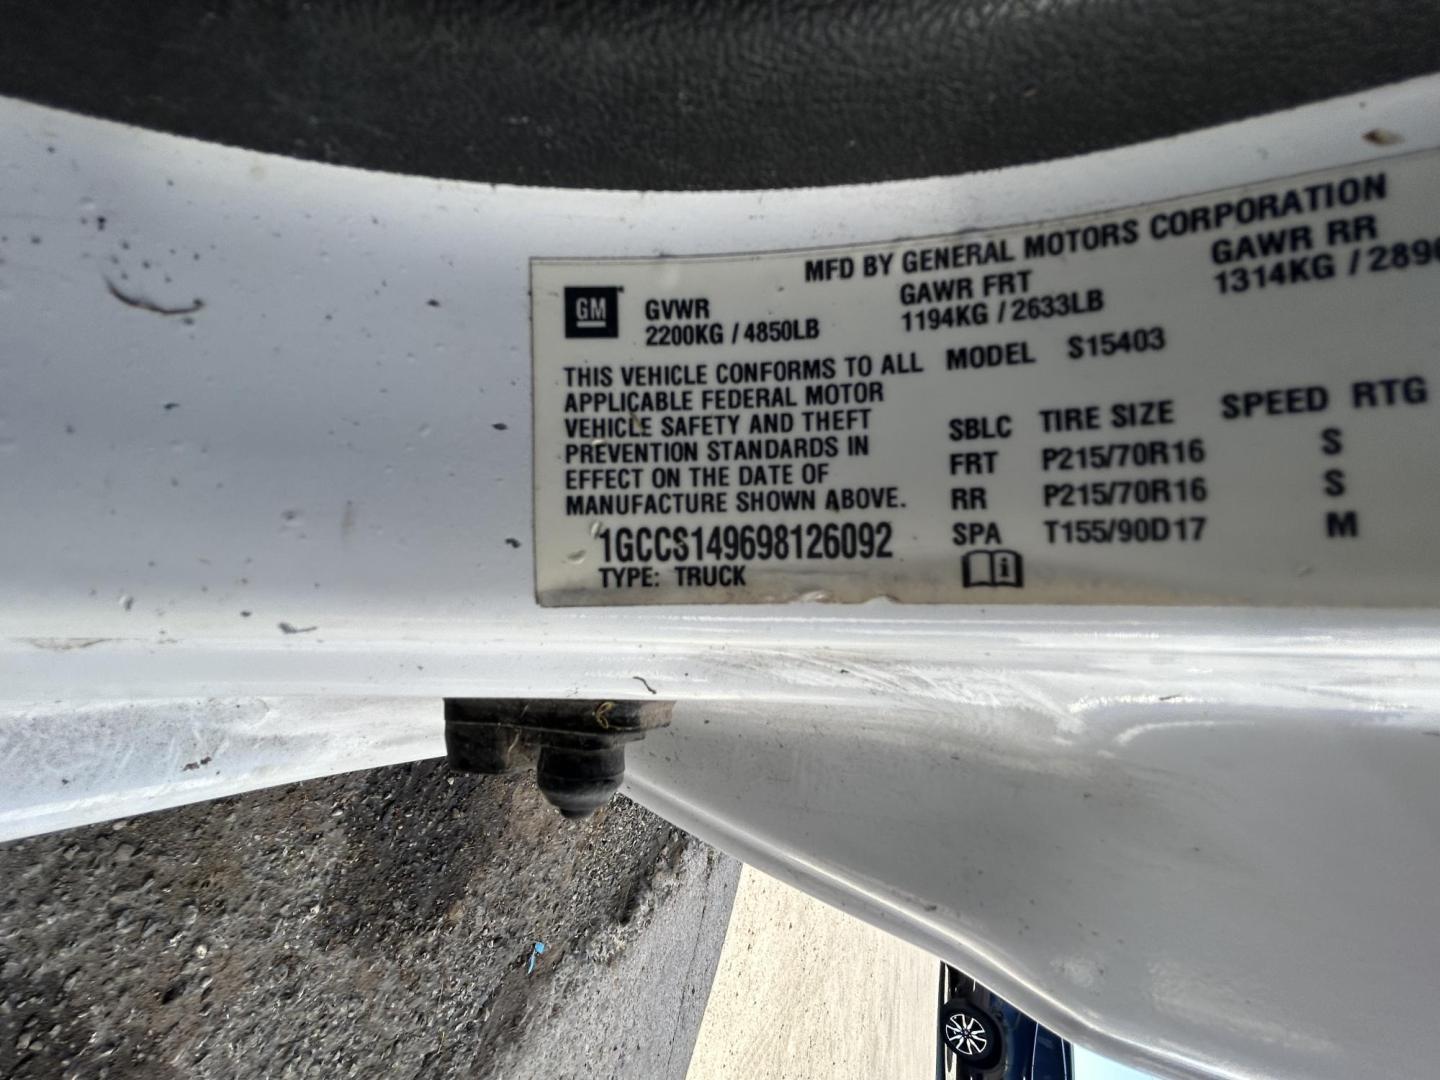 MFD BY GENERAL MOTORS CORPORATION
GM GVWR GAWR FRT GAWR RR
2200KG / 4850LB 1194KG / 2633LB 1314KG / 2896
THIS VEHICLE CONFORMS TO ALL MODEL S15403
APPLICABLE FEDERAL MOTOR
VEHICLE SAFETY AND THEFT SBLC TIRE SIZE SPEED RTG
PREVENTION STANDARDS IN FRT P215/70R16 S
EFFECT ON THE DATE OF
MANUFACTURE SHOWN ABOVE. RR P215/70R16 S
1GCCS149698126092 SPA T155/90D17 M
TYPE: TRUCK i